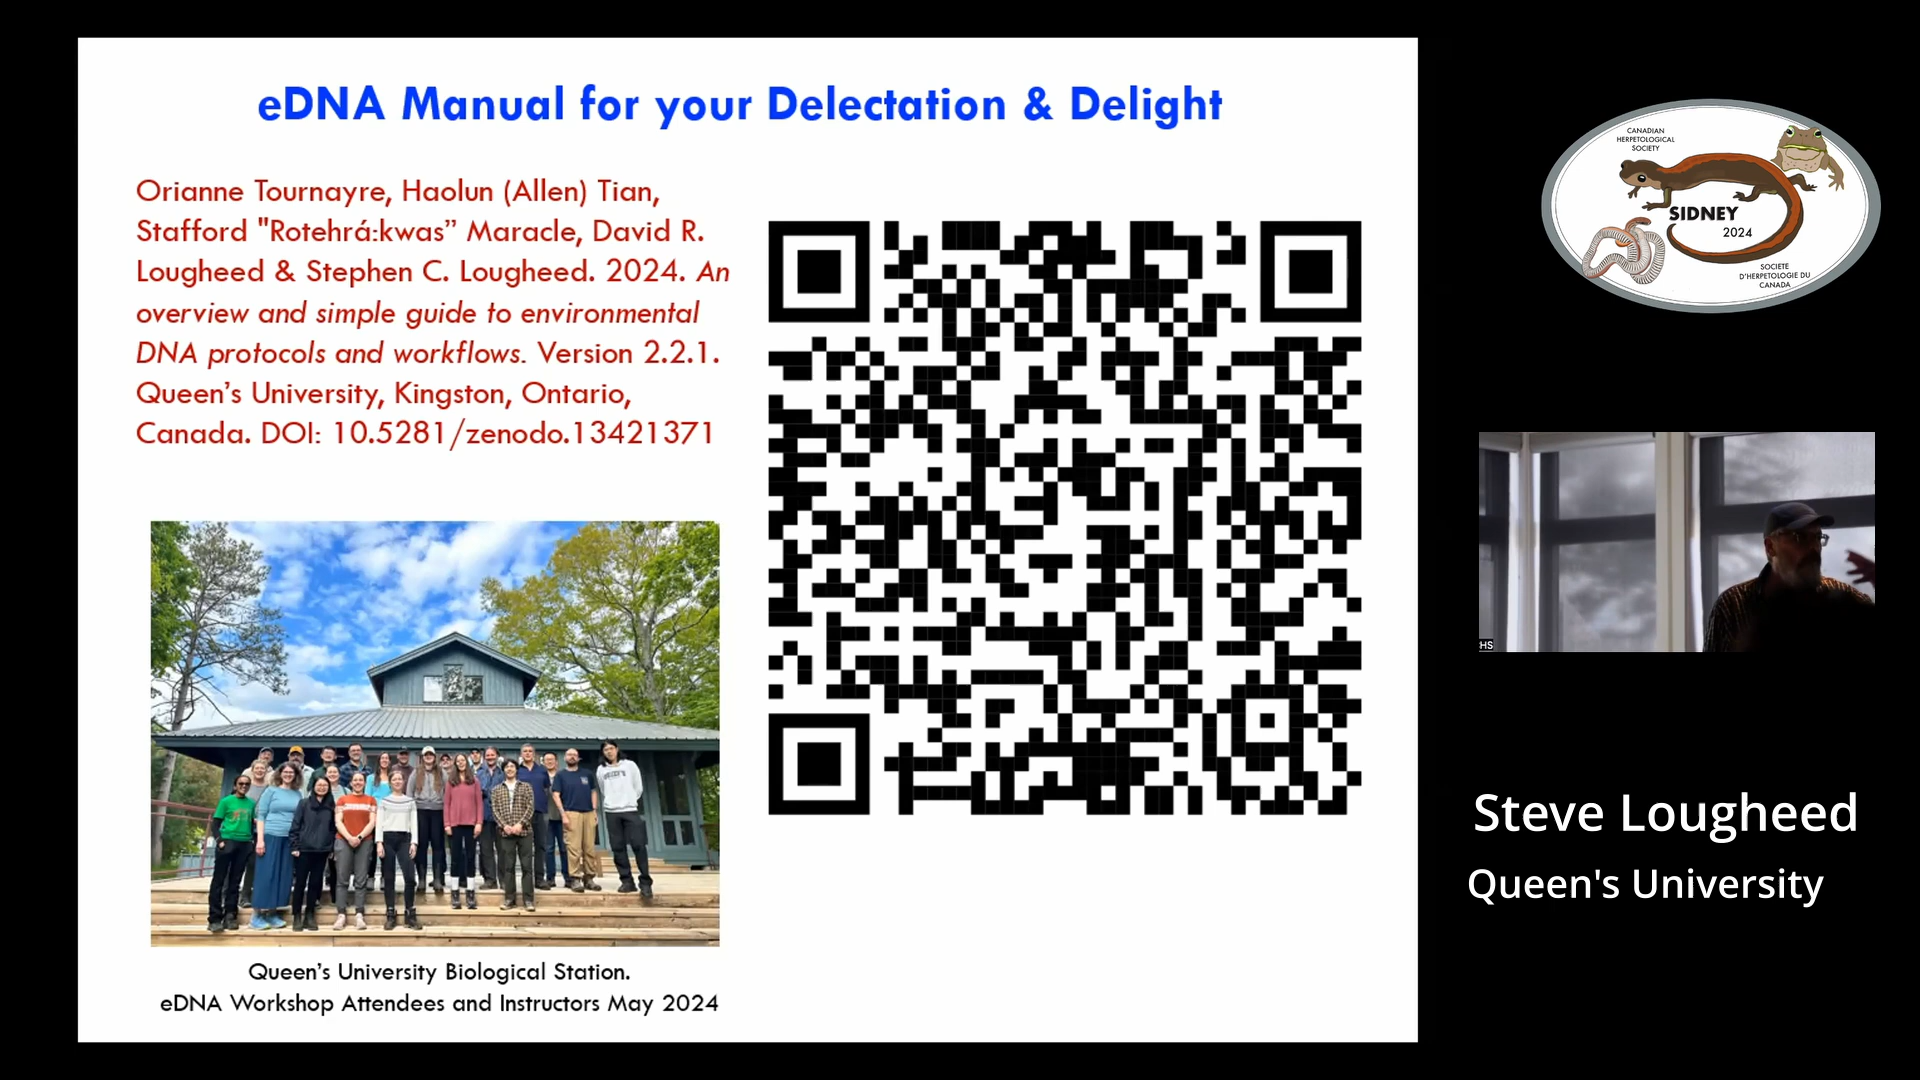 eDNA Manual for your Delectation & Delight
Orianne Tournayre, Haolun (Allen) Tian,
Stafford "Rotehrá:kwas” Maracle, David R.
Lougheed & Stephen C. Lougheed. 2024. An
overview and simple guide to environmental
DNA protocols and workflows. Version 2.2.1.
Queen’s University, Kingston, Ontario,
Canada. DOI: 10.5281/zenodo.13421371
Queen’s University Biological Station.
eDNA Workshop Attendees and Instructors May 2024
CANADIAN
HERPETOLOGICAL
SOCIETY
SIDNEY
2024
SOCIETE
D'HERPETOLOGIE DU
CANADA
Steve Lougheed
Queen's University